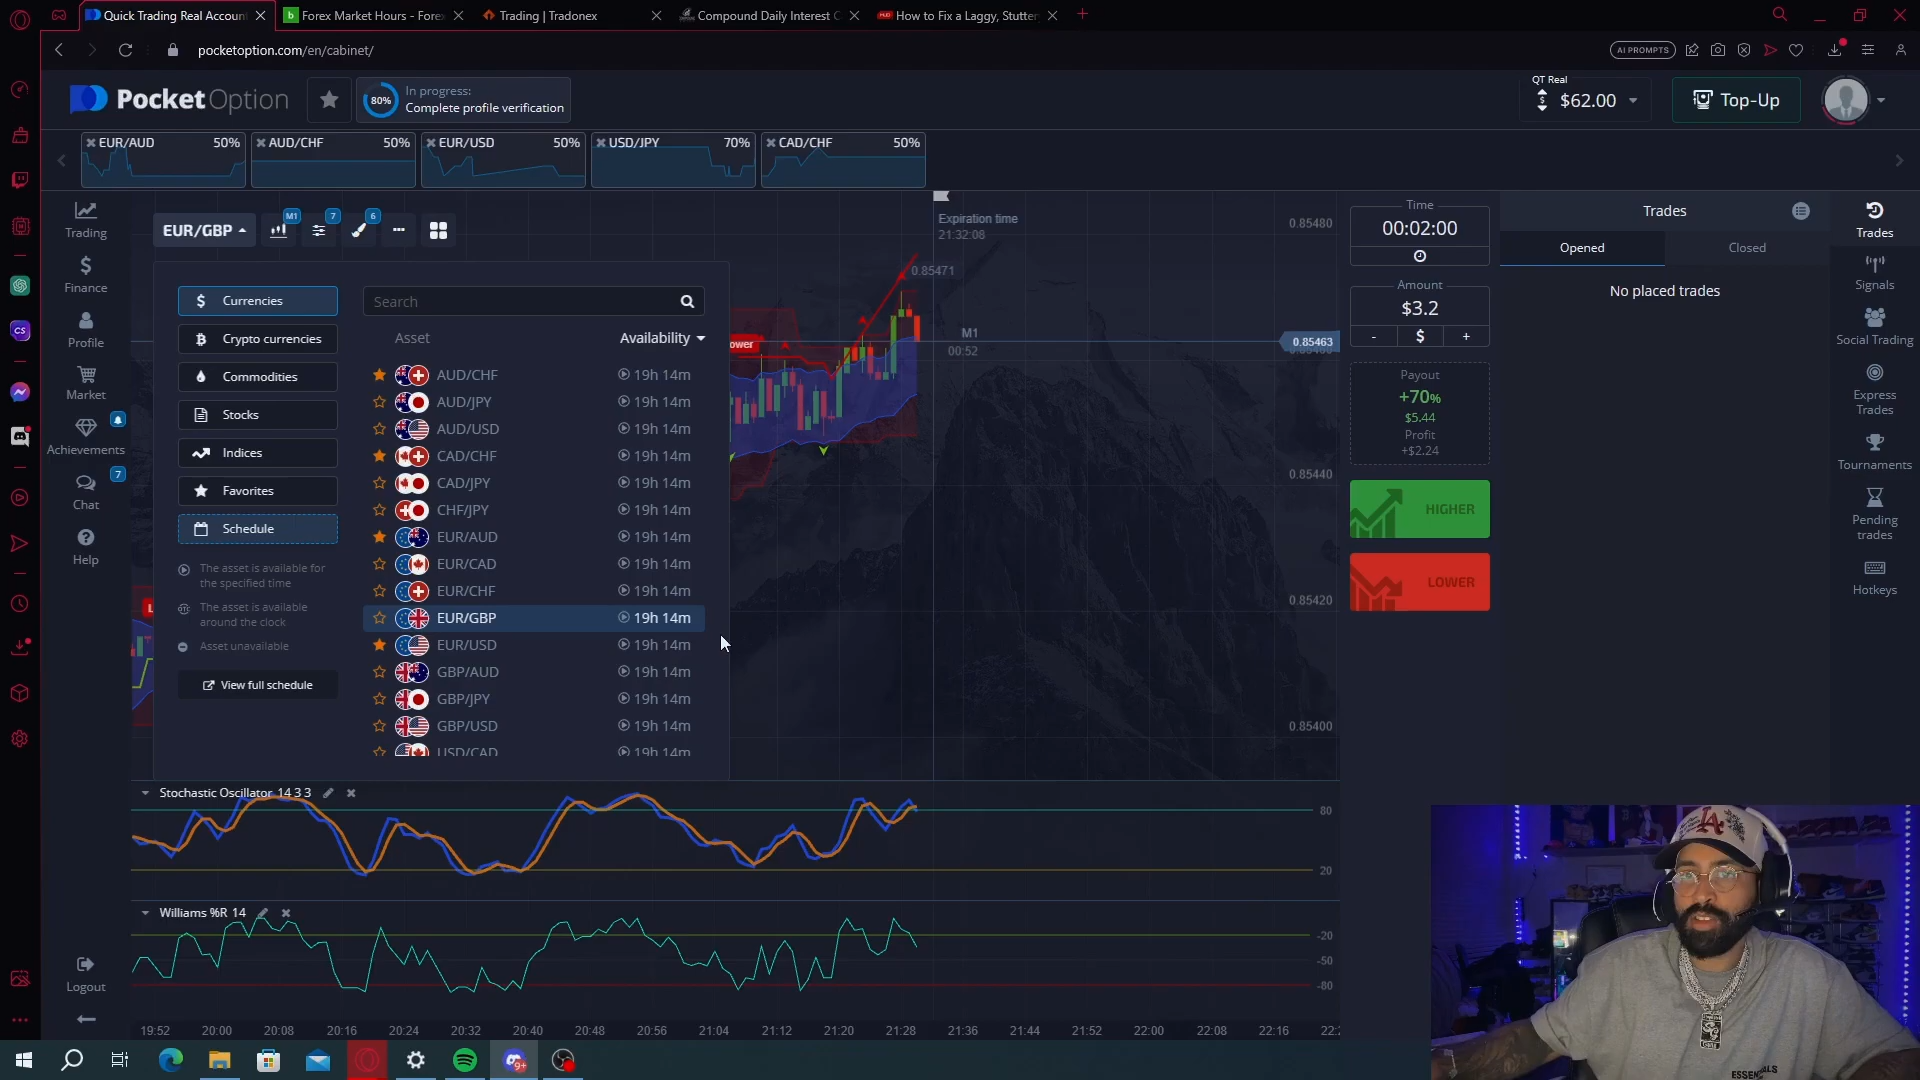 Quick Trading Real Accoun
Forex Market Hours - Fore
Trading | Tradonex
Compound Daily Interest C
How to Fix a Laggy, Stutter
pocketoption.com/en/cabinet/
AI PROMPTS
PocketOption
80%
In progress:
Complete profile verification
QT Real
$62.00
Top-Up
EUR/AUD 50%
AUD/CHF 50%
EUR/USD 50%
USD/JPY 70%
CAD/CHF 50%
Trading
Finance
Profile
Market
Achievements
Chat
7
Help
Logout
EUR/GBP
M1
7
6
Currencies
Crypto currencies
Commodities
Stocks
Indices
Favorites
Schedule
The asset is available for
the specified time
The asset is available
around the clock
Asset unavailable
View full schedule
Search
Asset Availability
AUD/CHF 19h 14m
AUD/JPY 19h 14m
AUD/USD 19h 14m
CAD/CHF 19h 14m
CAD/JPY 19h 14m
CHF/JPY 19h 14m
EUR/AUD 19h 14m
EUR/CAD 19h 14m
EUR/CHF 19h 14m
EUR/GBP 19h 14m
EUR/USD 19h 14m
GBP/AUD 19h 14m
GBP/JPY 19h 14m
GBP/USD 19h 14m
USD/CAD 19h 14m
Expiration time
21:32:08
0.85471
ower
M1
00:52
L
0.85480
0.85463
0.85440
0.85420
0.85400
Time
00:02:00
Amount
$3.2
- $ +
Payout
+70%
$5.44
Profit
+$2.24
HIGHER
LOWER
Trades
Opened
Closed
No placed trades
Trades
Signals
Social Trading
Express
Trades
Tournaments
Pending
trades
Hotkeys
Stochastic Oscillator 14 3 3
80
20
Williams %R 14
-20
-50
-80
19:52 20:00 20:08 20:16 20:24 20:32 20:40 20:48 20:56 21:04 21:12 21:20 21:28 21:36 21:44 21:52 22:00 22:08 22:16 22:2
9+
ESSENTIALS